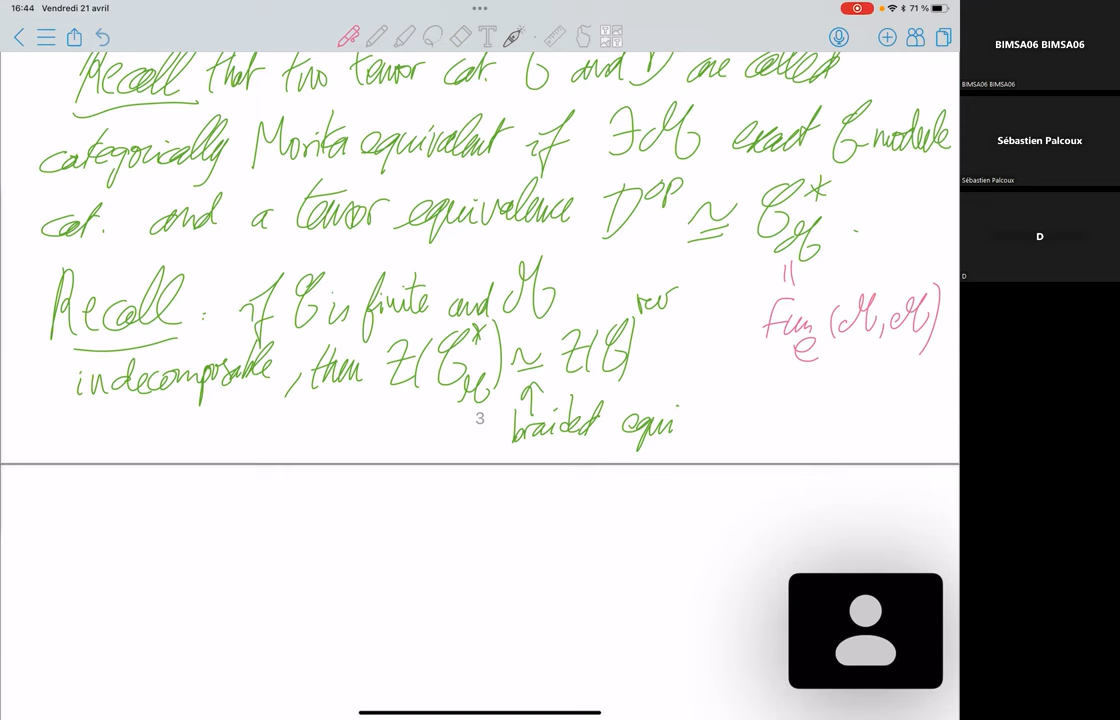 16:44 Vendredi 21 avril
71 %
Recall that two tensor cat. C and D are called
categorically Morita equivalent if ∃ M exact C-module
cat. and a tensor equivalence D^op ≃ C*_M .
||
Fun_C (M, M)
Recall : if C is finite and M
indecomposable, then Z(C*_M) ≃ Z(C)^rev
↑
braided equi
3
BIMSA06 BIMSA06
BIMSA06 BIMSA06
Sébastien Palcoux
Sébastien Palcoux
D
D